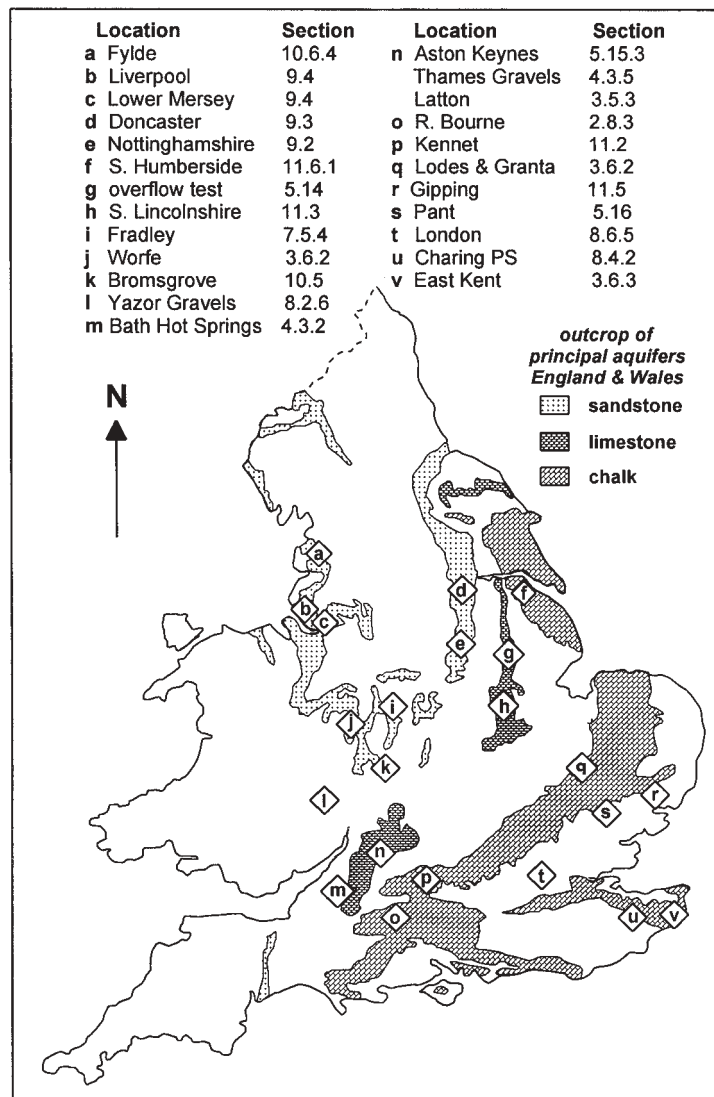 Location Section Location Section
a Fylde 10.6.4 n Aston Keynes 5.15.3
b Liverpool 9.4 Thames Gravels 4.3.5
c Lower Mersey 9.4 Latton 3.5.3
d Doncaster 9.3 o R. Bourne 2.8.3
e Nottinghamshire 9.2 p Kennet 11.2
f S. Humberside 11.6.1 q Lodes & Granta 3.6.2
g overflow test 5.14 r Gipping 11.5
h S. Lincolnshire 11.3 s Pant 5.16
i Fradley 7.5.4 t London 8.6.5
j Worfe 3.6.2 u Charing PS 8.4.2
k Bromsgrove 10.5 v East Kent 3.6.3
l Yazor Gravels 8.2.6
m Bath Hot Springs 4.3.2
outcrop of
principal aquifers
England & Wales
N
sandstone
limestone
chalk
a
b
c
d
f
e
g
h
i
j
k
q
l
r
s
n
p
t
m
o
u
v